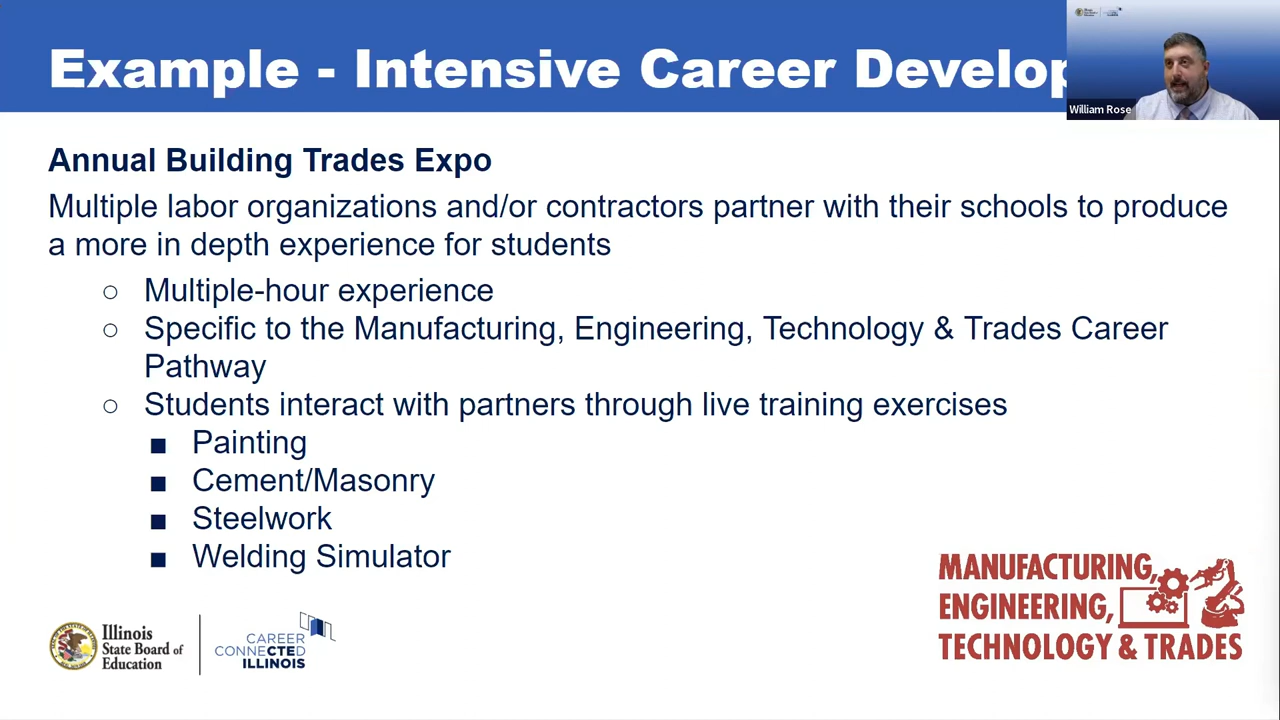 Example - Intensive Career Develop
William Rose
Annual Building Trades Expo
Multiple labor organizations and/or contractors partner with their schools to produce
a more in depth experience for students
○ Multiple-hour experience
○ Specific to the Manufacturing, Engineering, Technology & Trades Career
Pathway
○ Students interact with partners through live training exercises
■ Painting
■ Cement/Masonry
■ Steelwork
■ Welding Simulator
Illinois
State Board of
Education
CAREER
CONNECTED
ILLINOIS
MANUFACTURING,
ENGINEERING,
TECHNOLOGY & TRADES